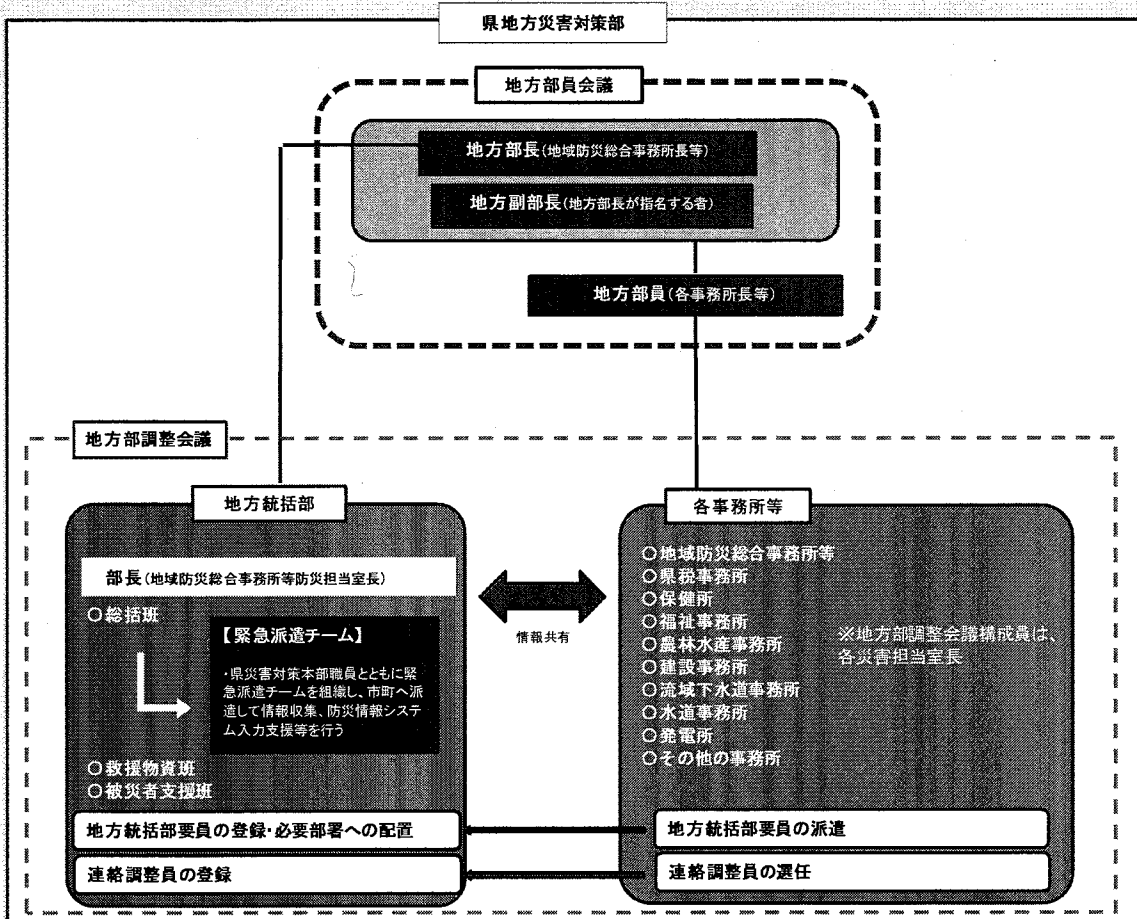 県地方災害対策部
地方部員会議
地方部長(地域防災総合事務所長等)
地方副部長(地方部長が指名する者)
地方部員(各事務所長等)
地方部調整会議
地方統括部
部長(地域防災総合事務所等防災担当室長)
○総括班
【緊急派遣チーム】
・県災害対策本部職員とともに緊
急派遣チームを組織し、市町へ派
遣して情報収集、防災情報システ
ム入力支援等を行う
○救援物資班
○被災者支援班
地方統括部要員の登録・必要部署への配置
連絡調整員の登録
情報共有
各事務所等
○地域防災総合事務所等
○県税事務所
○保健所
○福祉事務所
○農林水産事務所
○建設事務所
○流域下水道事務所
○水道事務所
○発電所
○その他の事務所
※地方部調整会議構成員は、
各災害担当室長
地方統括部要員の派遣
連絡調整員の選任